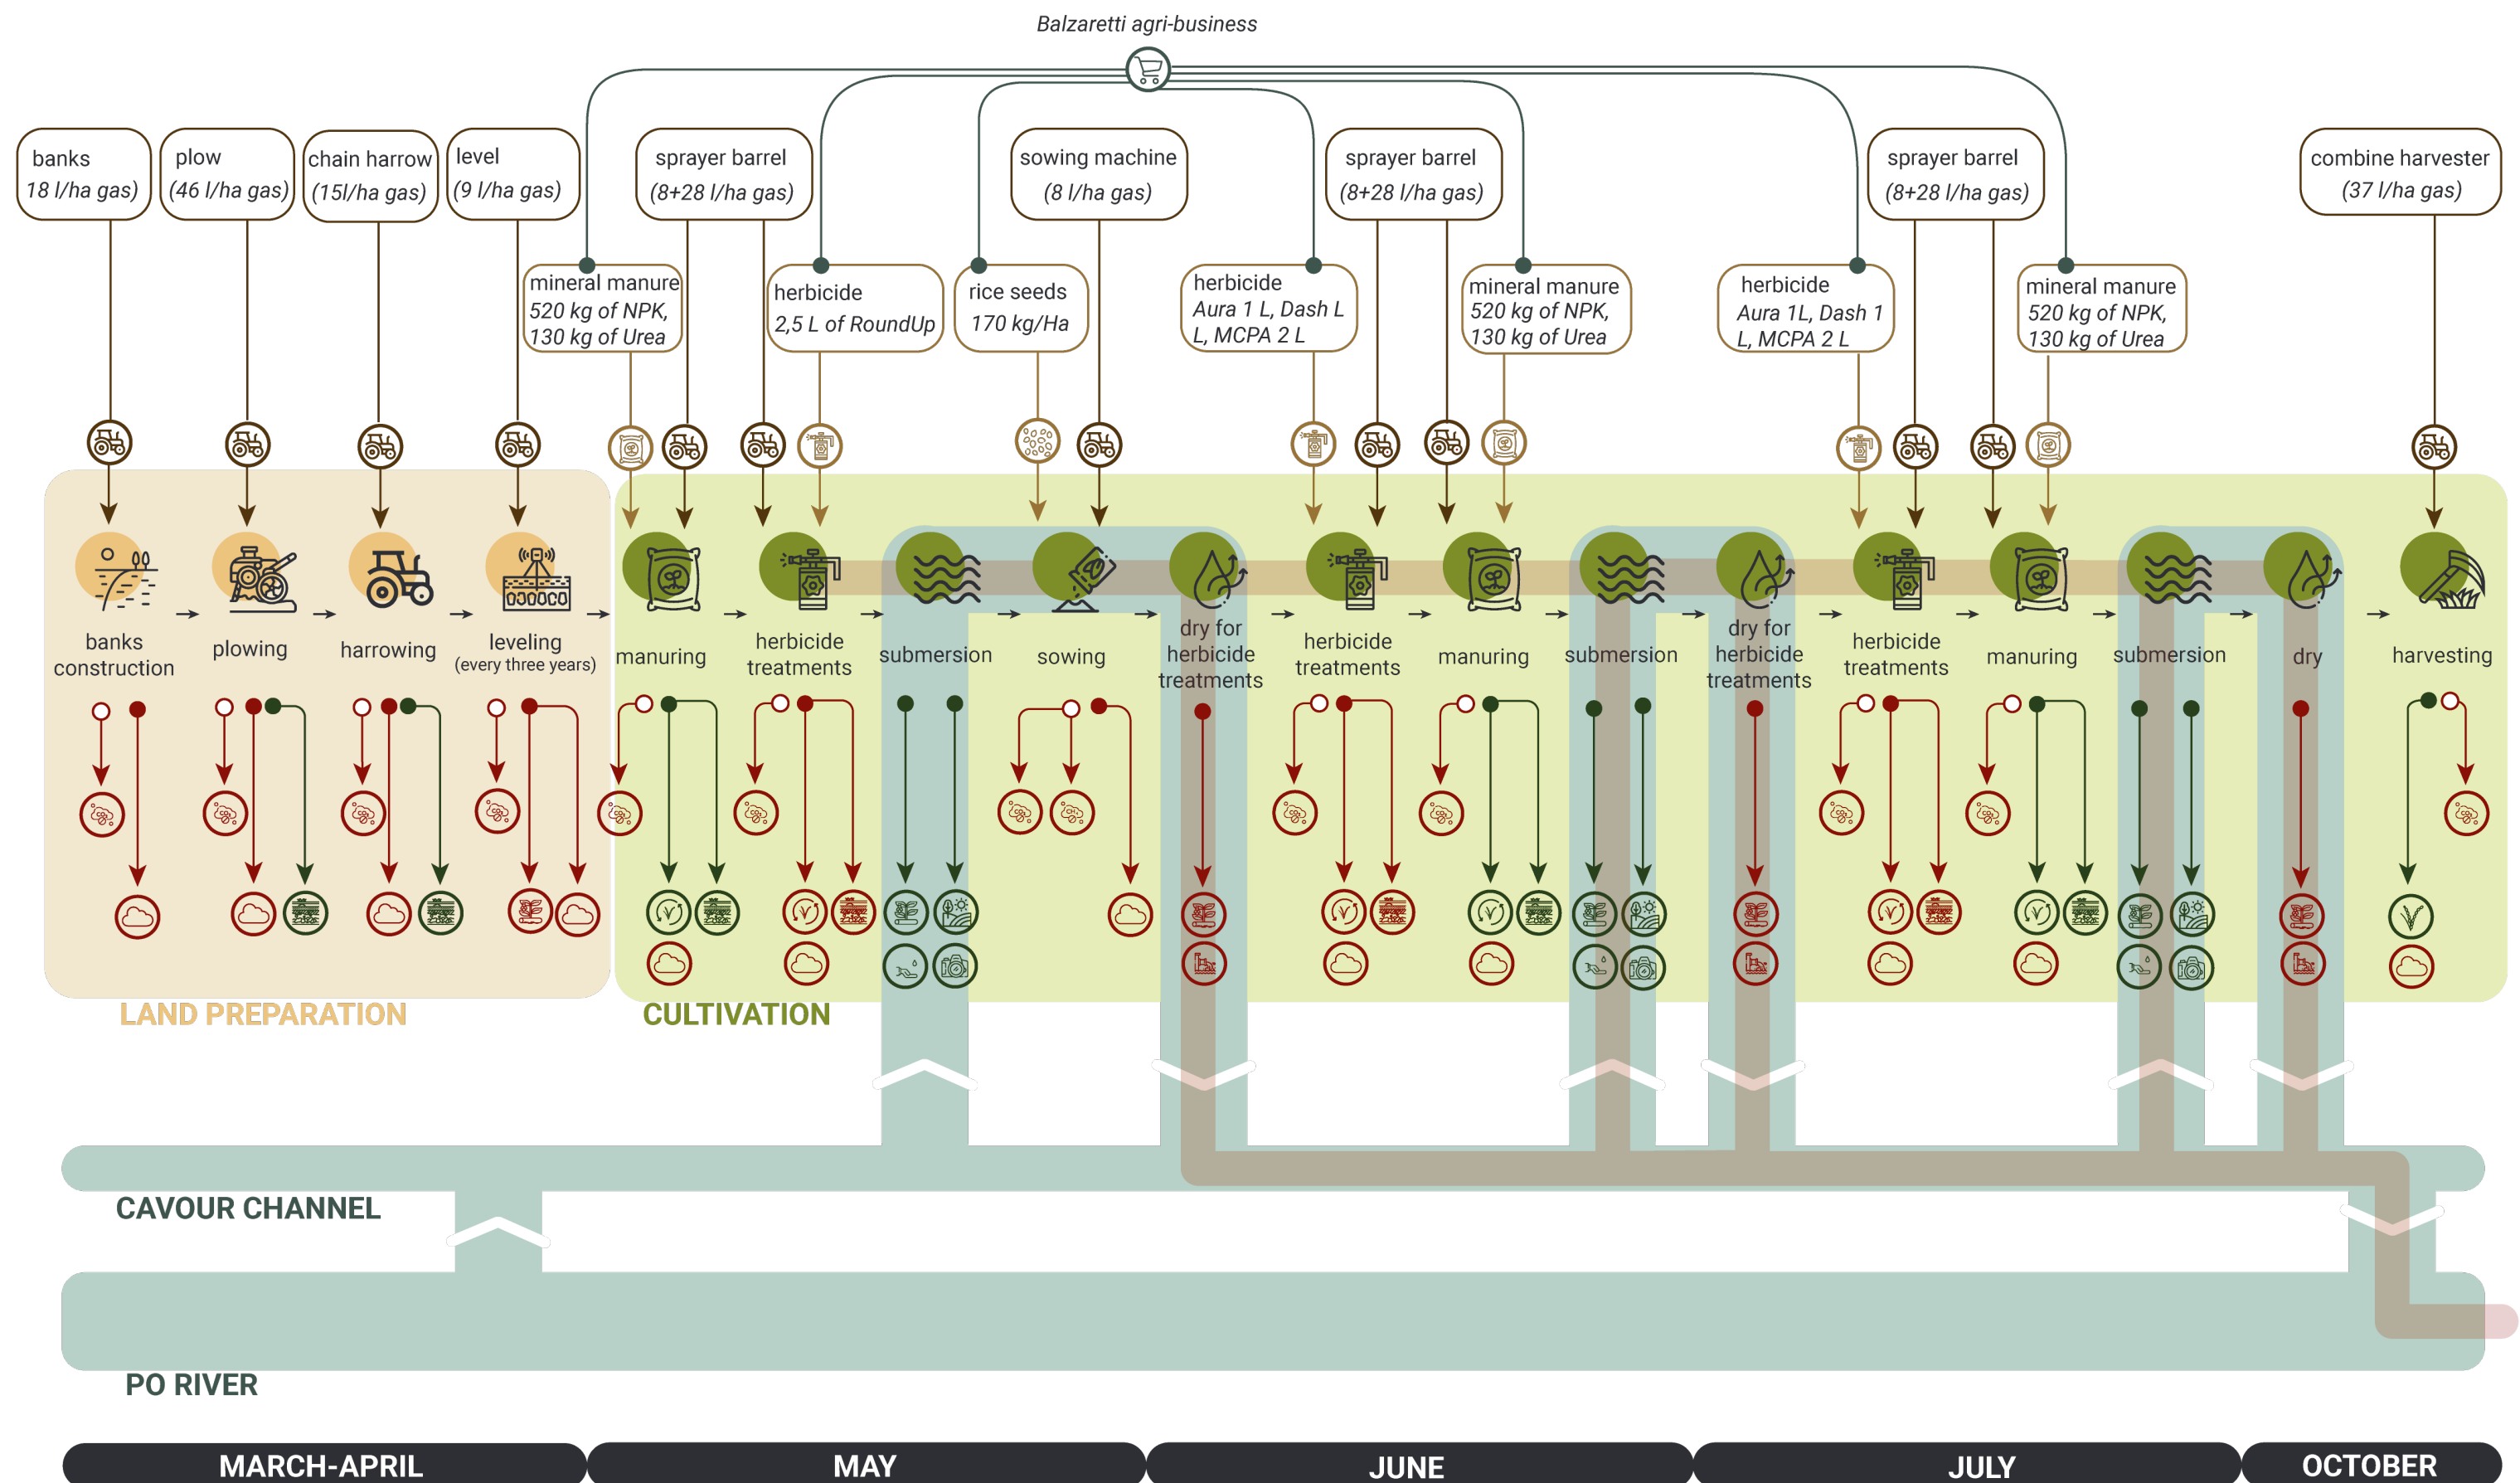 Balzaretti agri-business
banks
18 l/ha gas)
plow
(46 l/ha gas)
chain harrow
(15l/ha gas)
level
(9 l/ha gas)
sprayer barrel
(8+28 l/ha gas)
sowing machine
(8 l/ha gas)
sprayer barrel
(8+28 l/ha gas)
sprayer barrel
(8+28 l/ha gas)
combine harvester
(37 l/ha gas)
mineral manure
520 kg of NPK,
130 kg of Urea
herbicide
2,5 L of RoundUp
rice seeds
170 kg/Ha
herbicide
Aura 1 L, Dash L
L, MCPA 2 L
mineral manure
520 kg of NPK,
130 kg of Urea
herbicide
Aura 1L, Dash 1
L, MCPA 2 L
mineral manure
520 kg of NPK,
130 kg of Urea
banks
construction
plowing
harrowing
leveling
(every three years)
manuring
herbicide
treatments
submersion
sowing
dry for
herbicide
treatments
herbicide
treatments
manuring
submersion
dry for
herbicide
treatments
herbicide
treatments
manuring
submersion
dry
harvesting
LAND PREPARATION
CULTIVATION
CAVOUR CHANNEL
PO RIVER
MARCH-APRIL
MAY
JUNE
JULY
OCTOBER